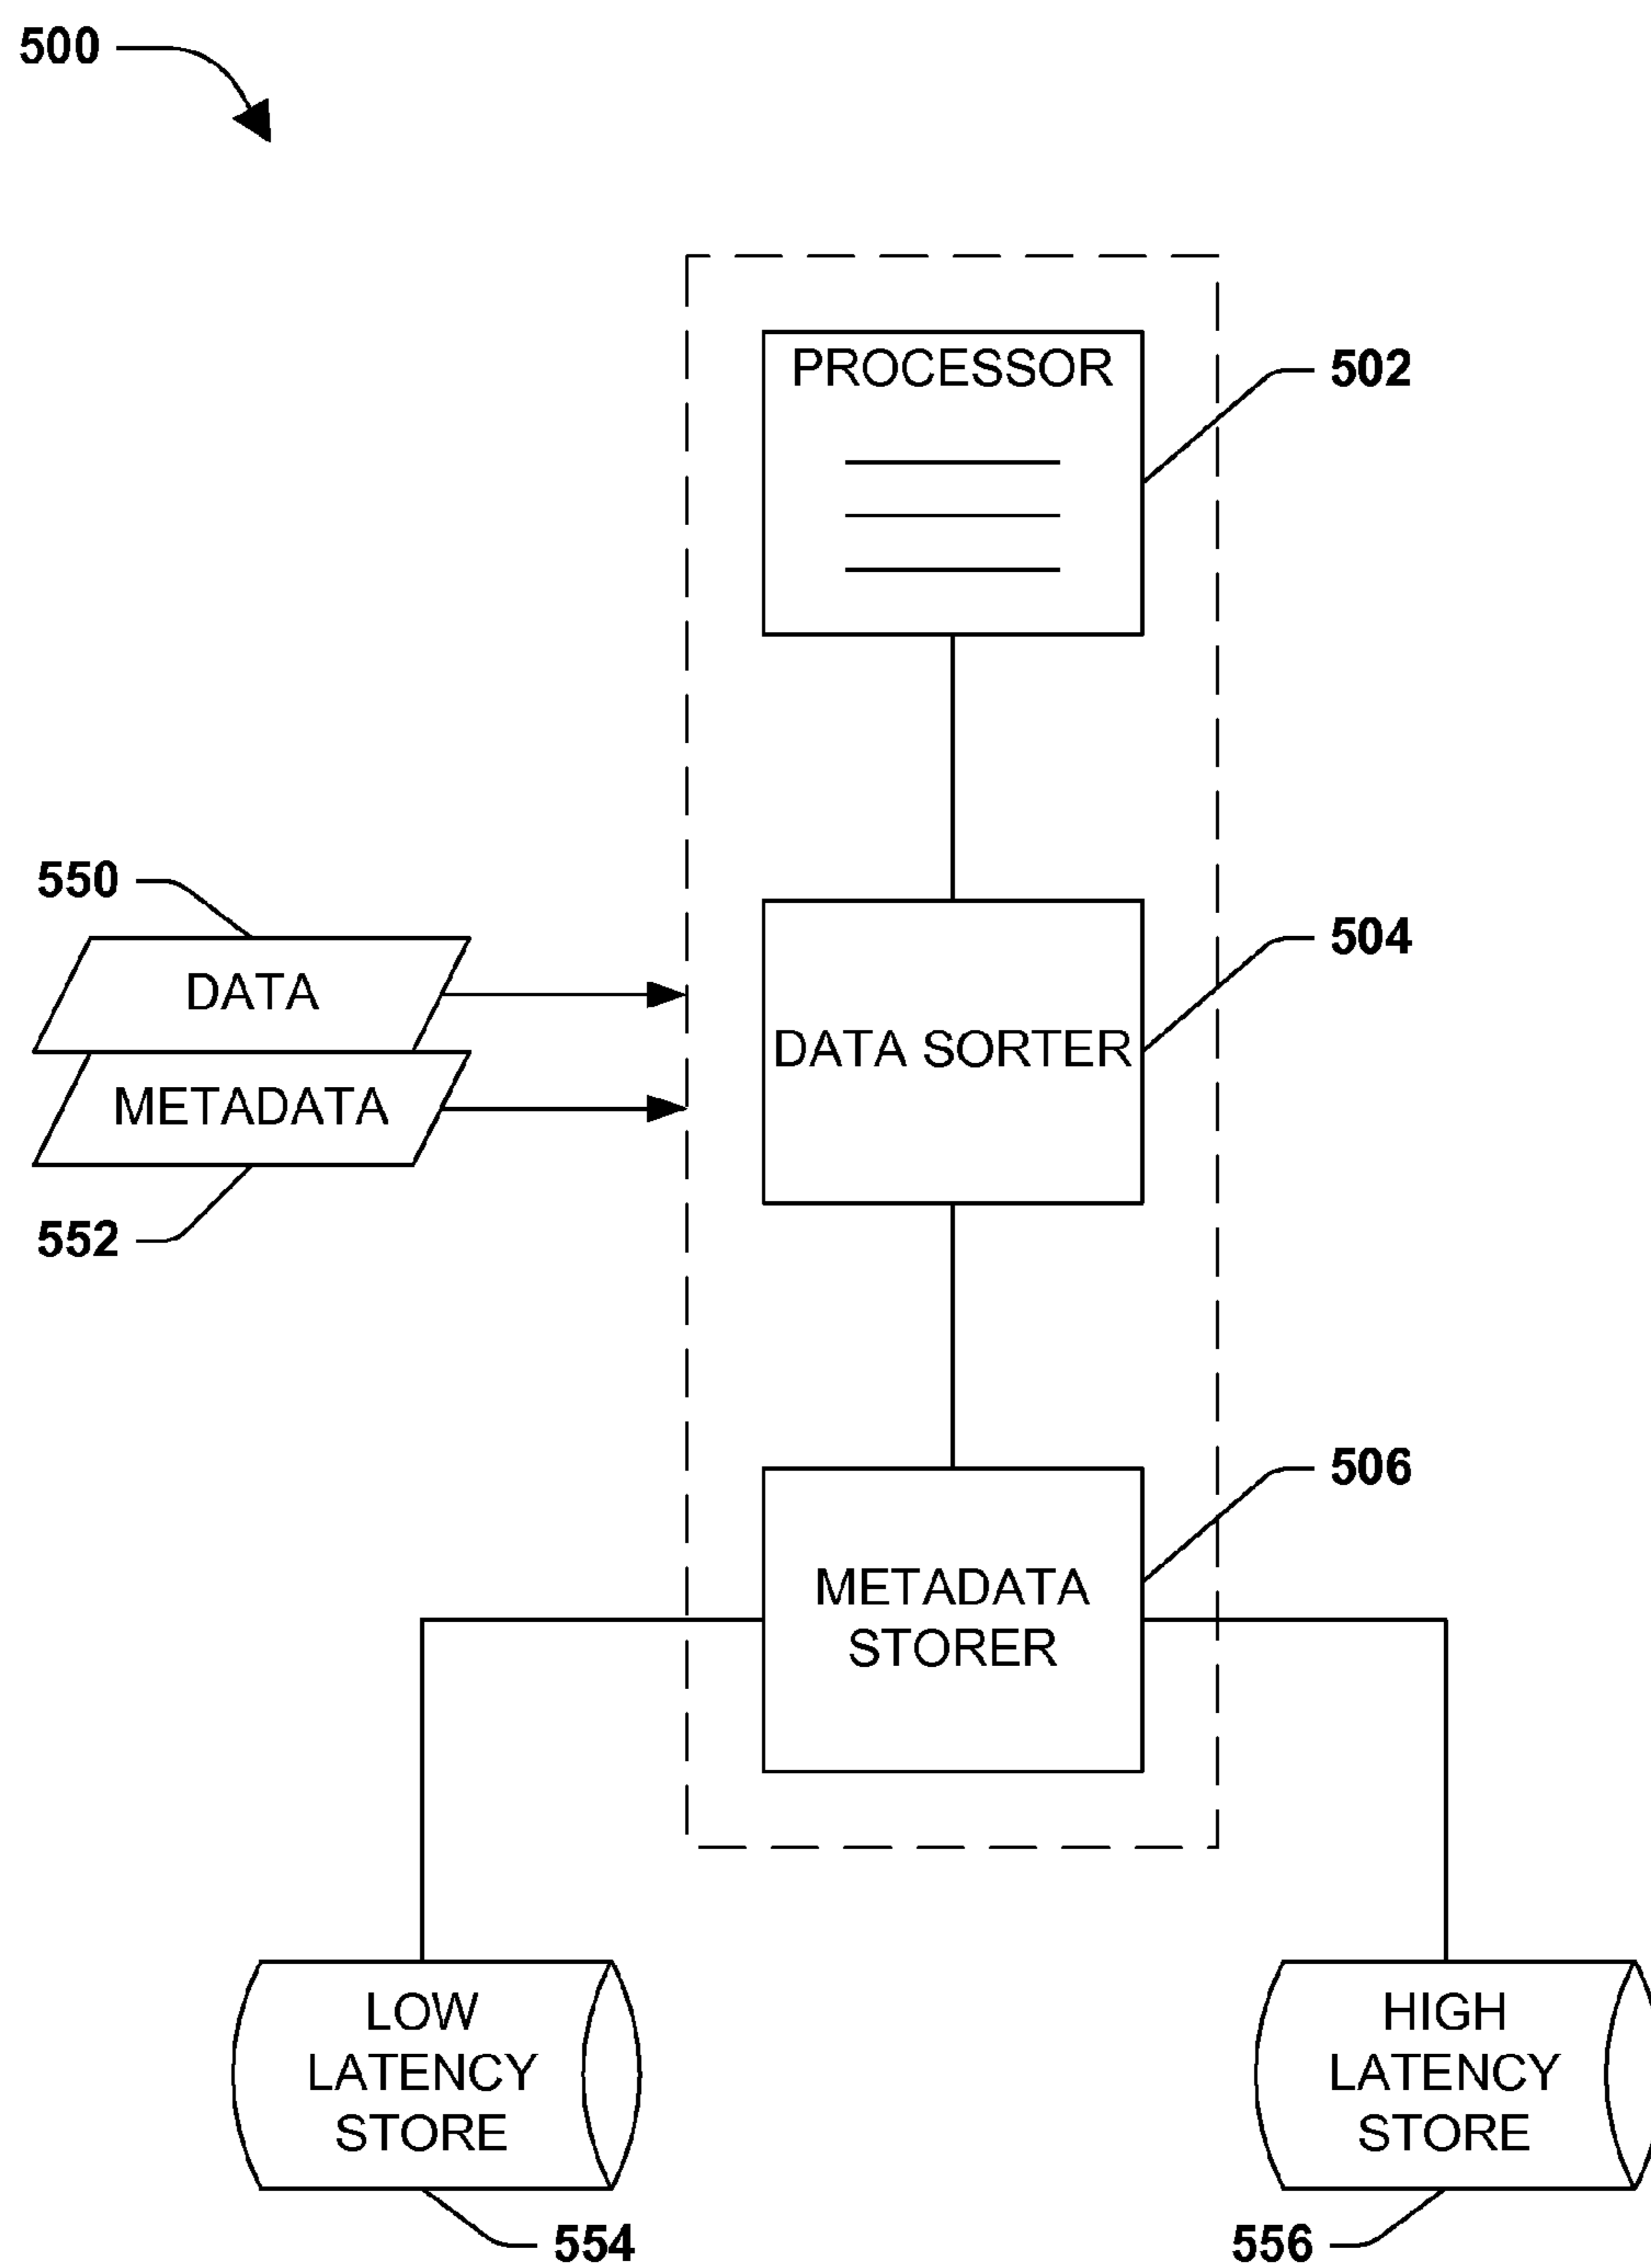 500
PROCESSOR
502
550
DATA
504
DATA SORTER
METADATA
552
506
METADATA
STORER
LOW
LATENCY
STORE
HIGH
LATENCY
STORE
554
556